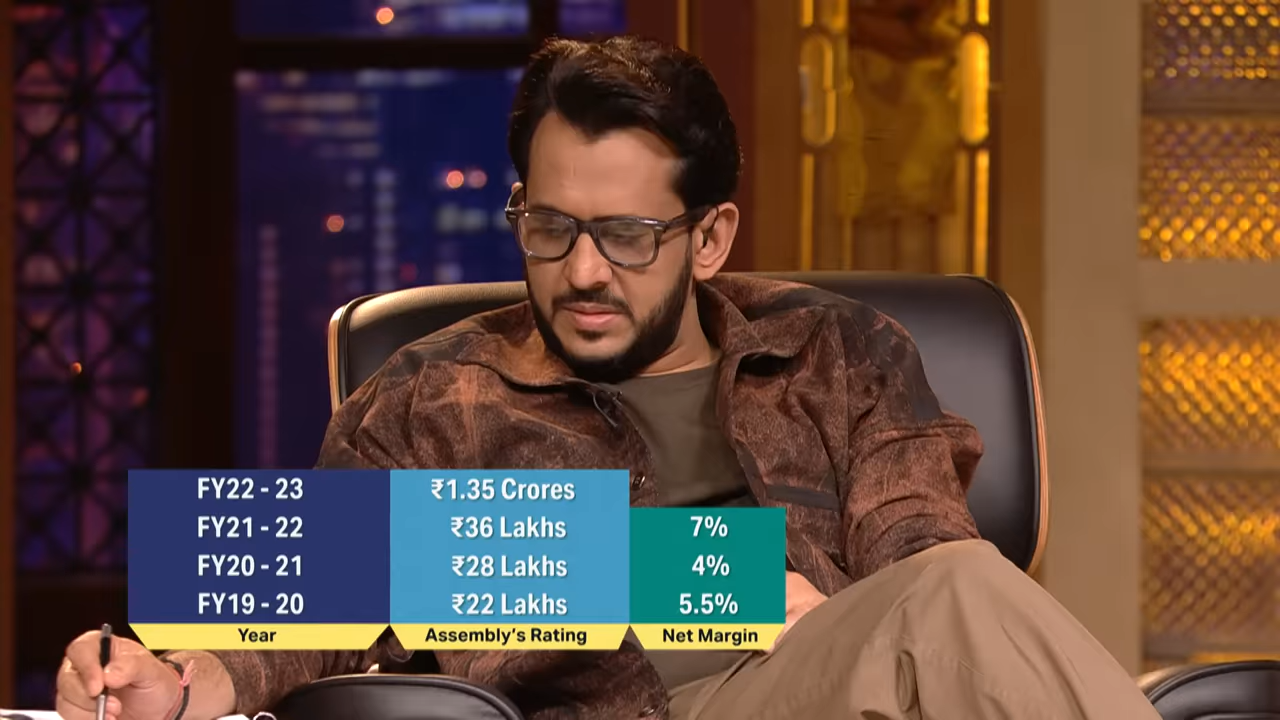 FY22 - 23 ₹1.35 Crores
FY21 - 22 ₹36 Lakhs 7%
FY20 - 21 ₹28 Lakhs 4%
FY19 - 20 ₹22 Lakhs 5.5%
Year Assembly's Rating Net Margin